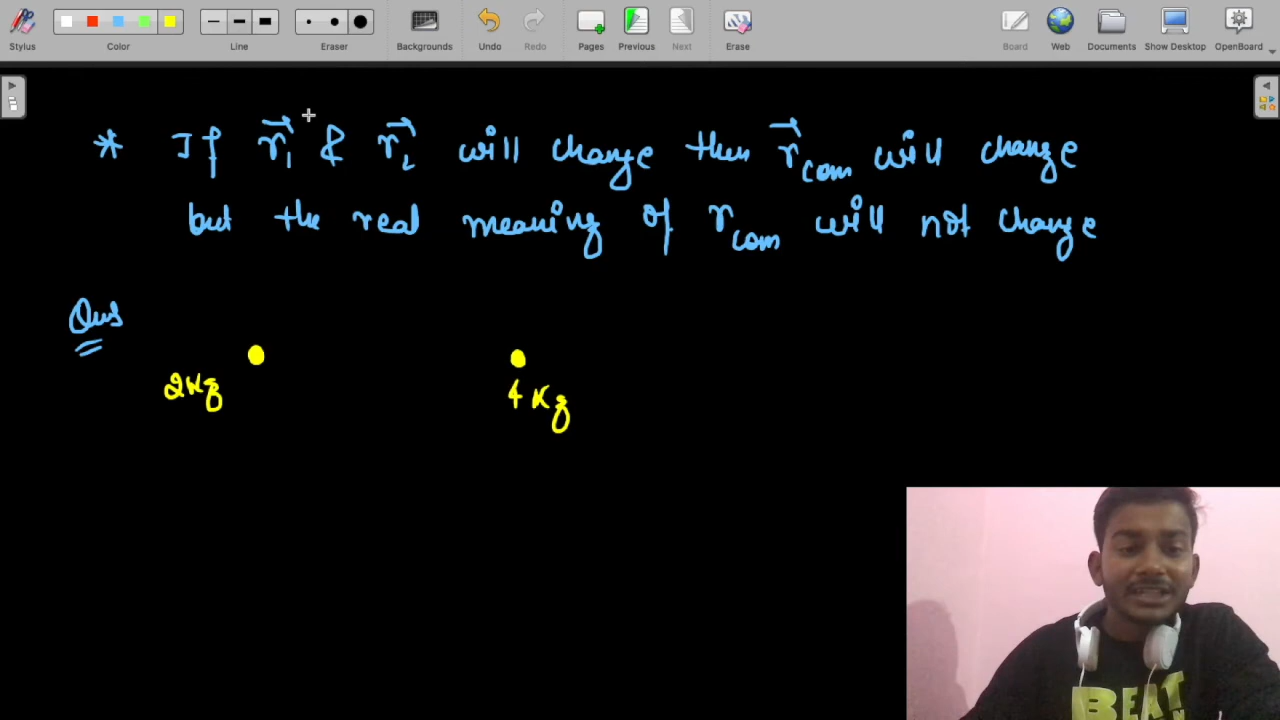 Stylus Color Line Eraser Backgrounds Undo Redo Pages Previous Next Erase Board Web Documents Show Desktop OpenBoard
* If r⃗₁ & r⃗₂ will change then r⃗com will change
but the real meaning of rcom will not change
Ques
2Kg 4Kg
BEAT